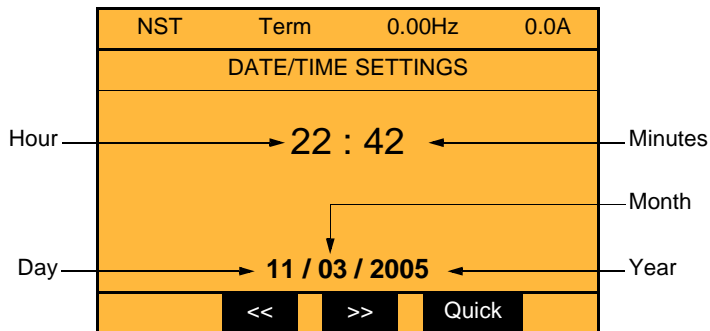 NST Term 0.00Hz 0.0A
DATE/TIME SETTINGS
Hour 22 : 42 Minutes
Month
Day 11 / 03 / 2005 Year
<< >> Quick